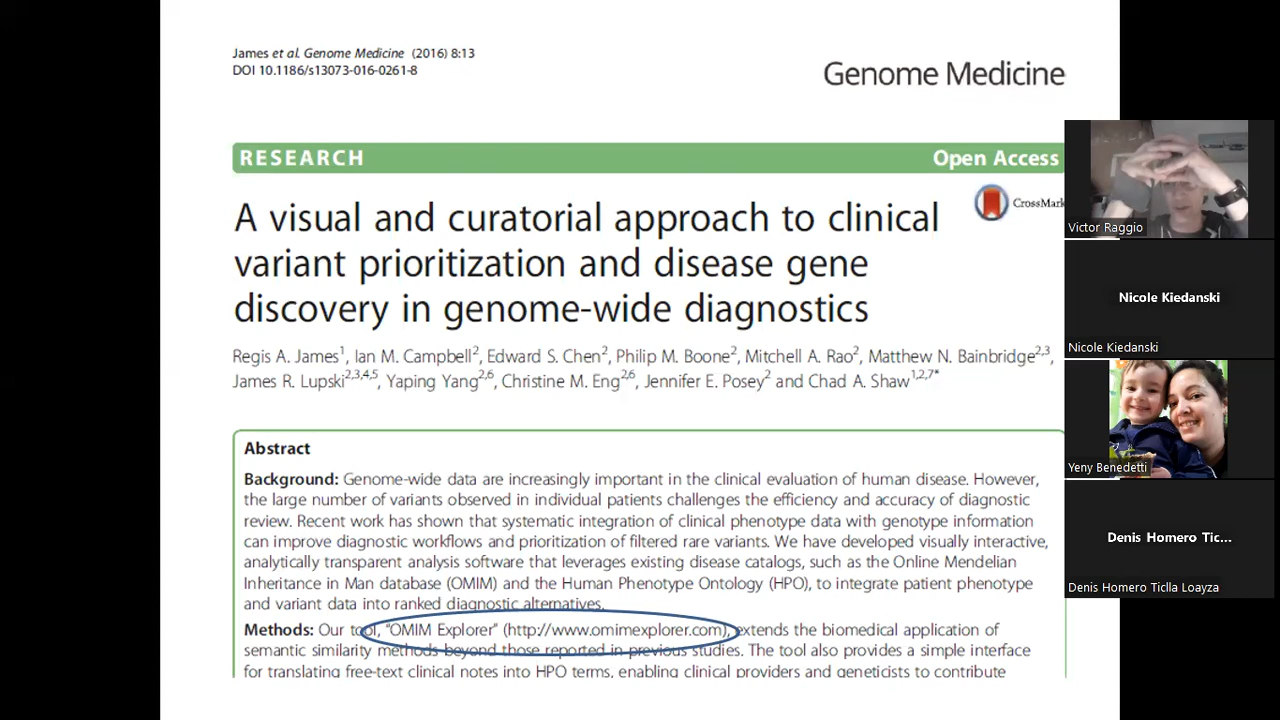 James et al. Genome Medicine (2016) 8:13
DOI 10.1186/s13073-016-0261-8
Genome Medicine
RESEARCH
Open Access
CrossMark
A visual and curatorial approach to clinical
variant prioritization and disease gene
discovery in genome-wide diagnostics
Regis A. James1, Ian M. Campbell2, Edward S. Chen2, Philip M. Boone2, Mitchell A. Rao2, Matthew N. Bainbridge2,3,
James R. Lupski2,3,4,5, Yaping Yang2,6, Christine M. Eng2,6, Jennifer E. Posey2 and Chad A. Shaw1,2,7*
Abstract
Background: Genome-wide data are increasingly important in the clinical evaluation of human disease. However,
the large number of variants observed in individual patients challenges the efficiency and accuracy of diagnostic
review. Recent work has shown that systematic integration of clinical phenotype data with genotype information
can improve diagnostic workflows and prioritization of filtered rare variants. We have developed visually interactive,
analytically transparent analysis software that leverages existing disease catalogs, such as the Online Mendelian
Inheritance in Man database (OMIM) and the Human Phenotype Ontology (HPO), to integrate patient phenotype
and variant data into ranked diagnostic alternatives.
Methods: Our tool, "OMIM Explorer" (http://www.omimexplorer.com), extends the biomedical application of
semantic similarity methods beyond those reported in previous studies. The tool also provides a simple interface
for translating free-text clinical notes into HPO terms, enabling clinical providers and geneticists to contribute
Victor Raggio
Nicole Kiedanski
Nicole Kiedanski
Yeny Benedetti
Denis Homero Tic...
Denis Homero Ticlla Loayza